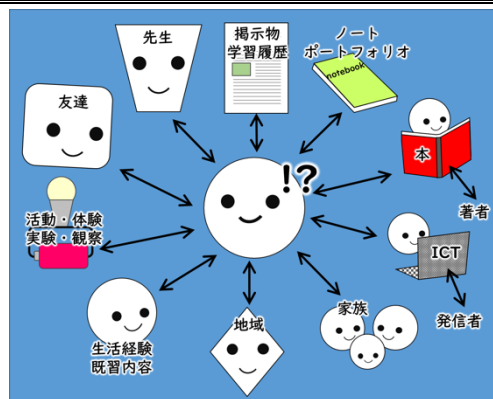 先生
掲示物
学習履歴
ノート
ポートフォリオ
notebook
友達
!?
本
著者
活動・体験
実験・観察
ICT
発信者
生活経験
既習内容
地域
家族